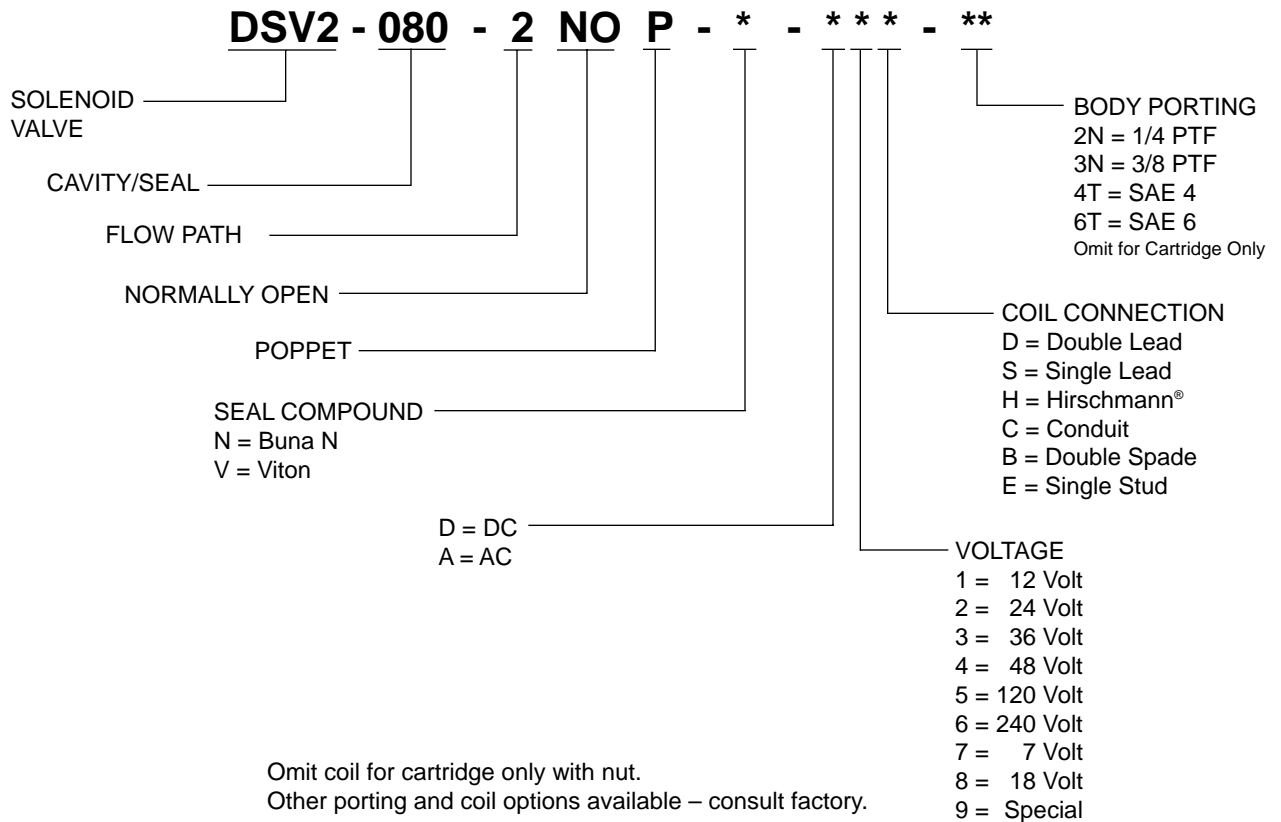 DSV2 - 080 - 2 NO P - * - * * * - **
SOLENOID
VALVE
CAVITY/SEAL
FLOW PATH
NORMALLY OPEN
POPPET
SEAL COMPOUND
N = Buna N
V = Viton
D = DC
A = AC
BODY PORTING
2N = 1/4 PTF
3N = 3/8 PTF
4T = SAE 4
6T = SAE 6
Omit for Cartridge Only
COIL CONNECTION
D = Double Lead
S = Single Lead
H = Hirschmann®
C = Conduit
B = Double Spade
E = Single Stud
VOLTAGE
1 = 12 Volt
2 = 24 Volt
3 = 36 Volt
4 = 48 Volt
5 = 120 Volt
6 = 240 Volt
7 = 7 Volt
8 = 18 Volt
9 = Special
Omit coil for cartridge only with nut.
Other porting and coil options available – consult factory.